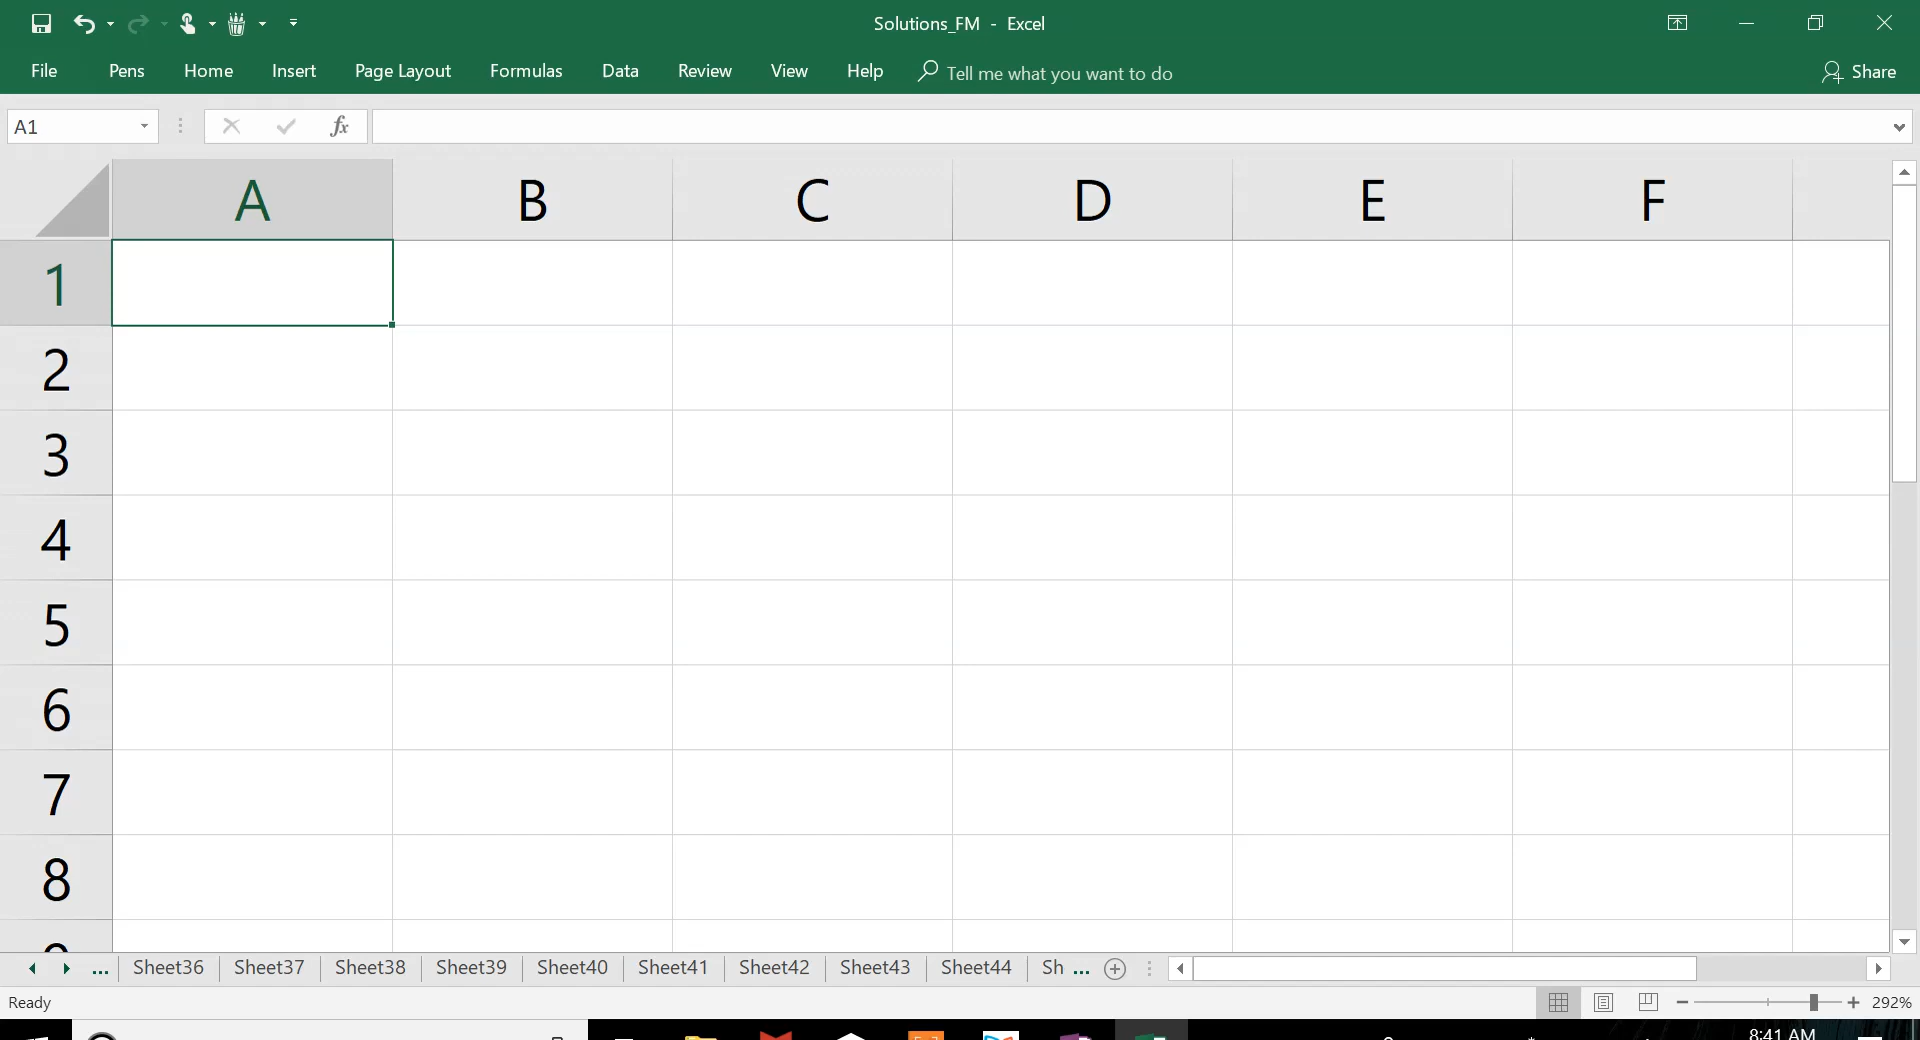 Solutions_FM - Excel
File Pens Home Insert Page Layout Formulas Data Review View Help Tell me what you want to do Share
A1 fx
A B C D E F
1
2
3
4
5
6
7
8
9
... Sheet36 Sheet37 Sheet38 Sheet39 Sheet40 Sheet41 Sheet42 Sheet43 Sheet44 Sh ...
Ready 292%
8:41 AM